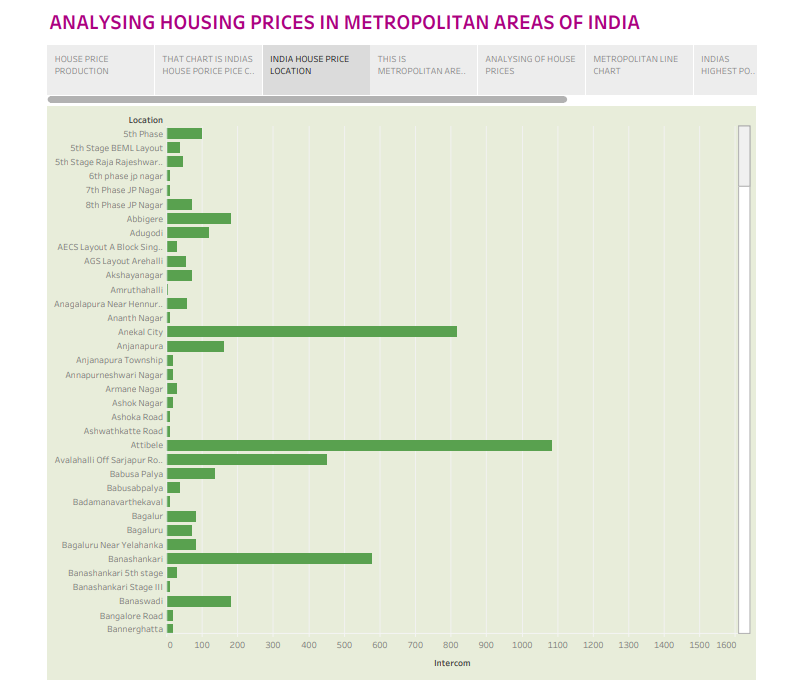 ANALYSING HOUSING PRICES IN METROPOLITAN AREAS OF INDIA
HOUSE PRICE
PRODUCTION
THAT CHART IS INDIAS
HOUSE PORICE PICE C..
INDIA HOUSE PRICE
LOCATION
THIS IS
METROPOLITAN ARE..
ANALYSING OF HOUSE
PRICES
METROPOLITAN LINE
CHART
INDIAS
HIGHEST PO..
Location
5th Phase
5th Stage BEML Layout
5th Stage Raja Rajeshwar..
6th phase jp nagar
7th Phase JP Nagar
8th Phase JP Nagar
Abbigere
Adugodi
AECS Layout A Block Sing..
AGS Layout Arehalli
Akshayanagar
Amruthahalli
Anagalapura Near Hennur..
Ananth Nagar
Anekal City
Anjanapura
Anjanapura Township
Annapurneshwari Nagar
Armane Nagar
Ashok Nagar
Ashoka Road
Ashwathkatte Road
Attibele
Avalahalli Off Sarjapur Ro..
Babusa Palya
Babusabpalya
Badamanavarthekaval
Bagalur
Bagaluru
Bagaluru Near Yelahanka
Banashankari
Banashankari 5th stage
Banashankari Stage III
Banaswadi
Bangalore Road
Bannerghatta
0 100 200 300 400 500 600 700 800 900 1000 1100 1200 1300 1400 1500 1600
Intercom